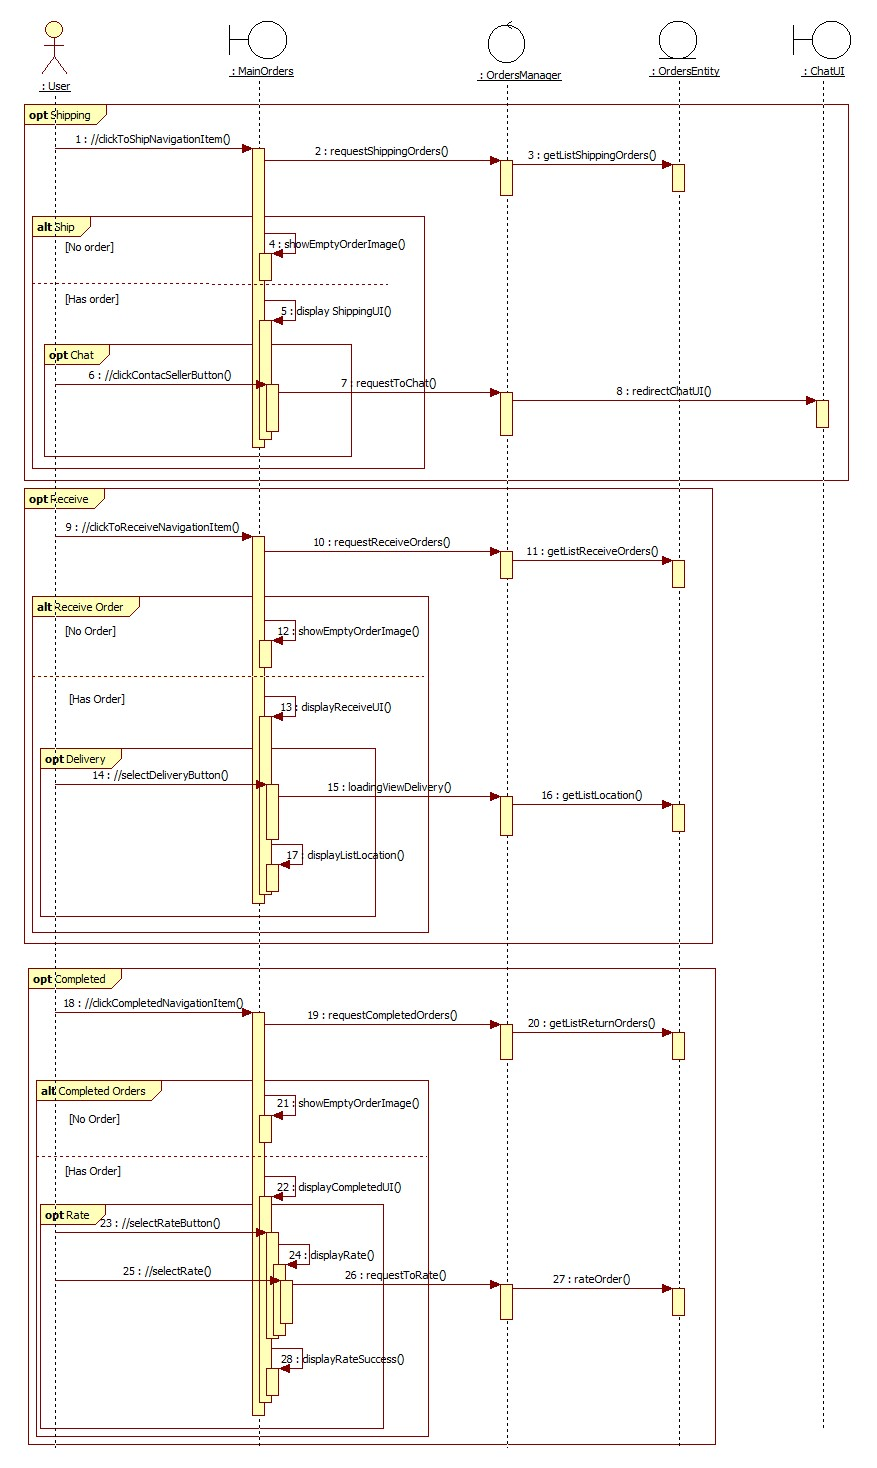 : User
: MainOrders
: OrdersManager
: OrdersEntity
: ChatUI
opt Shipping
1 : //clickToShipNavigationItem()
2 : requestShippingOrders()
3 : getListShippingOrders()
alt Ship
[No order]
4 : showEmptyOrderImage()
[Has order]
5 : display ShippingUI()
opt Chat
6 : //clickContacSellerButton()
7 : requestToChat()
8 : redirectChatUI()
opt Receive
9 : //clickToReceiveNavigationItem()
10 : requestReceiveOrders()
11 : getListReceiveOrders()
alt Receive Order
[No Order]
12 : showEmptyOrderImage()
[Has Order]
13 : displayReceiveUI()
opt Delivery
14 : //selectDeliveryButton()
15 : loadingViewDelivery()
16 : getListLocation()
17 : displayListLocation()
opt Completed
18 : //clickCompletedNavigationItem()
19 : requestCompletedOrders()
20 : getListReturnOrders()
alt Completed Orders
21 : showEmptyOrderImage()
[No Order]
[Has Order]
22 : displayCompletedUI()
opt Rate
23 : //selectRateButton()
24 : displayRate()
25 : //selectRate()
26 : requestToRate()
27 : rateOrder()
28 : displayRateSuccess()